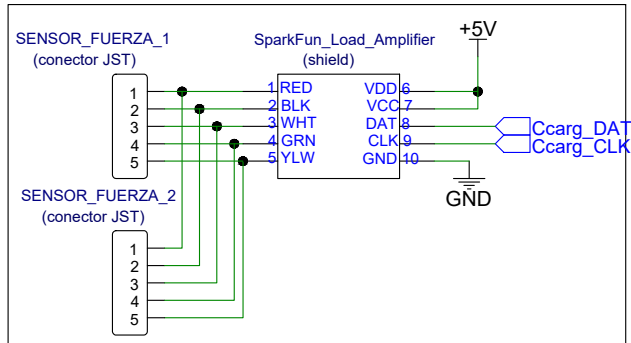 SENSOR_FUERZA_1
(conector JST)
1
2
3
4
5
SparkFun_Load_Amplifier
(shield)
1 RED
2 BLK
3 WHT
4 GRN
5 YLW
VDD 6
VCC 7
DAT 8
CLK 9
GND 10
+5V
Ccarg_DAT
Ccarg_CLK
GND
SENSOR_FUERZA_2
(conector JST)
1
2
3
4
5